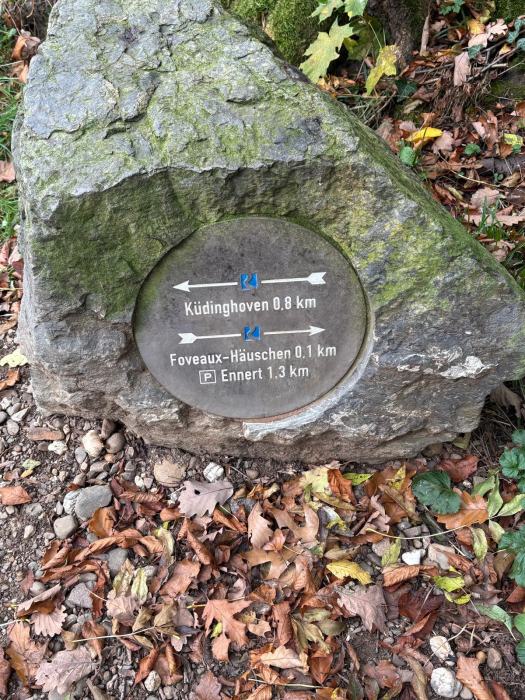 Küdinghoven 0,8 km
Foveaux-Häuschen 0,1 km
P Ennert 1,3 km